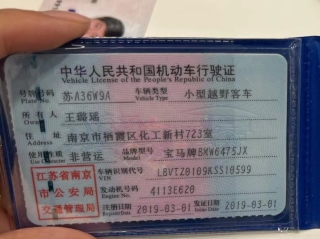 中华人民共和国机动车行驶证
Vehicle License of the People's Republic of China
号牌号码 苏A36W9A 车辆类型 小型越野客车
Plate No. Vehicle Type
所有人 王璐瑶
Owner
住址 南京市栖霞区化工新村723室
Address
使用性质 非营运 品牌型号 宝马牌BMW6475JX
Use Character Model
江苏省南京 车辆识别代号 LBVTZ0109KSS10599
VIN
市公安局 发动机号码 4113E620
Engine No.
交通管理局 注册日期 2019-03-01 发证日期 2019-03-01
Register Date Issue Date